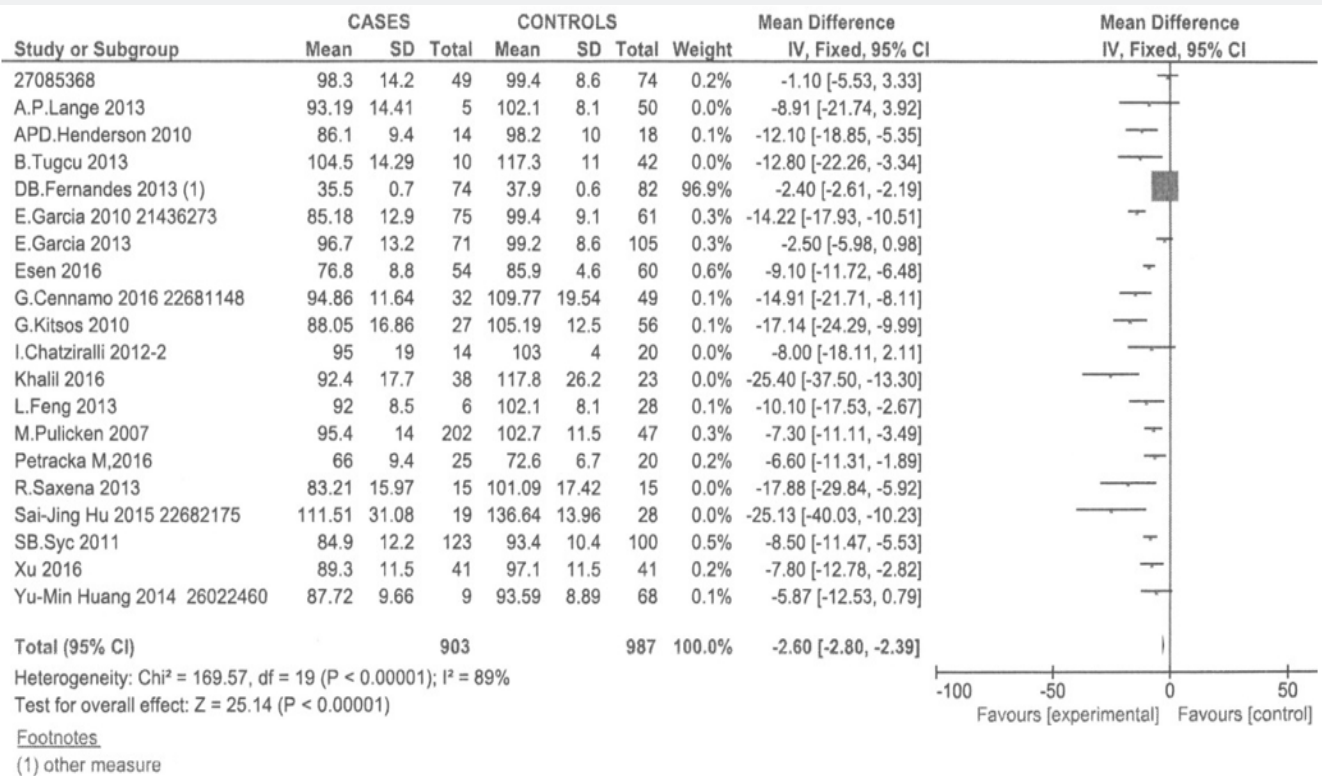 CASES CONTROLS Mean Difference Mean Difference
Study or Subgroup Mean SD Total Mean SD Total Weight IV, Fixed, 95% CI IV, Fixed, 95% CI
27085368 98.3 14.2 49 99.4 8.6 74 0.2% -1.10 [-5.53, 3.33]
A.P.Lange 2013 93.19 14.41 5 102.1 8.1 50 0.0% -8.91 [-21.74, 3.92]
APD.Henderson 2010 86.1 9.4 14 98.2 10 18 0.1% -12.10 [-18.85, -5.35]
B.Tugcu 2013 104.5 14.29 10 117.3 11 42 0.0% -12.80 [-22.26, -3.34]
DB.Fernandes 2013 (1) 35.5 0.7 74 37.9 0.6 82 96.9% -2.40 [-2.61, -2.19]
E.Garcia 2010 21436273 85.18 12.9 75 99.4 9.1 61 0.3% -14.22 [-17.93, -10.51]
E.Garcia 2013 96.7 13.2 71 99.2 8.6 105 0.3% -2.50 [-5.98, 0.98]
Esen 2016 76.8 8.8 54 85.9 4.6 60 0.6% -9.10 [-11.72, -6.48]
G.Cennamo 2016 22681148 94.86 11.64 32 109.77 19.54 49 0.1% -14.91 [-21.71, -8.11]
G.Kitsos 2010 88.05 16.86 27 105.19 12.5 56 0.1% -17.14 [-24.29, -9.99]
I.Chatziralli 2012-2 95 19 14 103 4 20 0.0% -8.00 [-18.11, 2.11]
Khalil 2016 92.4 17.7 38 117.8 26.2 23 0.0% -25.40 [-37.50, -13.30]
L.Feng 2013 92 8.5 6 102.1 8.1 28 0.1% -10.10 [-17.53, -2.67]
M.Pulicken 2007 95.4 14 202 102.7 11.5 47 0.3% -7.30 [-11.11, -3.49]
Petracka M,2016 66 9.4 25 72.6 6.7 20 0.2% -6.60 [-11.31, -1.89]
R.Saxena 2013 83.21 15.97 15 101.09 17.42 15 0.0% -17.88 [-29.84, -5.92]
Sai-Jing Hu 2015 22682175 111.51 31.08 19 136.64 13.96 28 0.0% -25.13 [-40.03, -10.23]
SB.Syc 2011 84.9 12.2 123 93.4 10.4 100 0.5% -8.50 [-11.47, -5.53]
Xu 2016 89.3 11.5 41 97.1 11.5 41 0.2% -7.80 [-12.78, -2.82]
Yu-Min Huang 2014 26022460 87.72 9.66 9 93.59 8.89 68 0.1% -5.87 [-12.53, 0.79]
Total (95% CI) 903 987 100.0% -2.60 [-2.80, -2.39]
Heterogeneity: Chi² = 169.57, df = 19 (P < 0.00001); I² = 89%
Test for overall effect: Z = 25.14 (P < 0.00001)
-100 -50 0 50
Favours [experimental] Favours [control]
Footnotes
(1) other measure